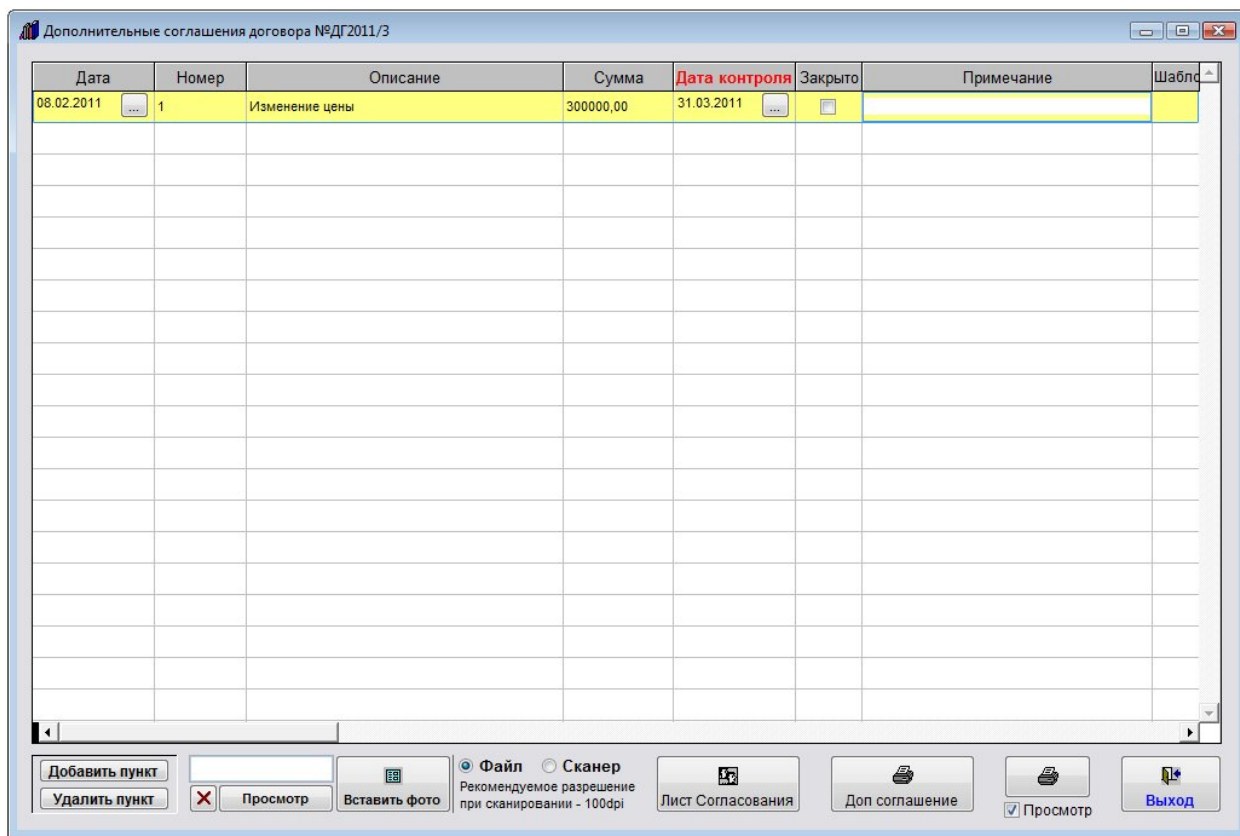 Дополнительные соглашения договора №ДГ2011/3
Дата Номер Описание Сумма Дата контроля Закрыто Примечание Шабло
08.02.2011 ... 1 Изменение цены 300000,00 31.03.2011 ...
Добавить пункт
Удалить пункт
Просмотр
Вставить фото
Файл Сканер
Рекомендуемое разрешение
при сканировании - 100dpi
Лист Согласования
Доп соглашение
Просмотр
Выход